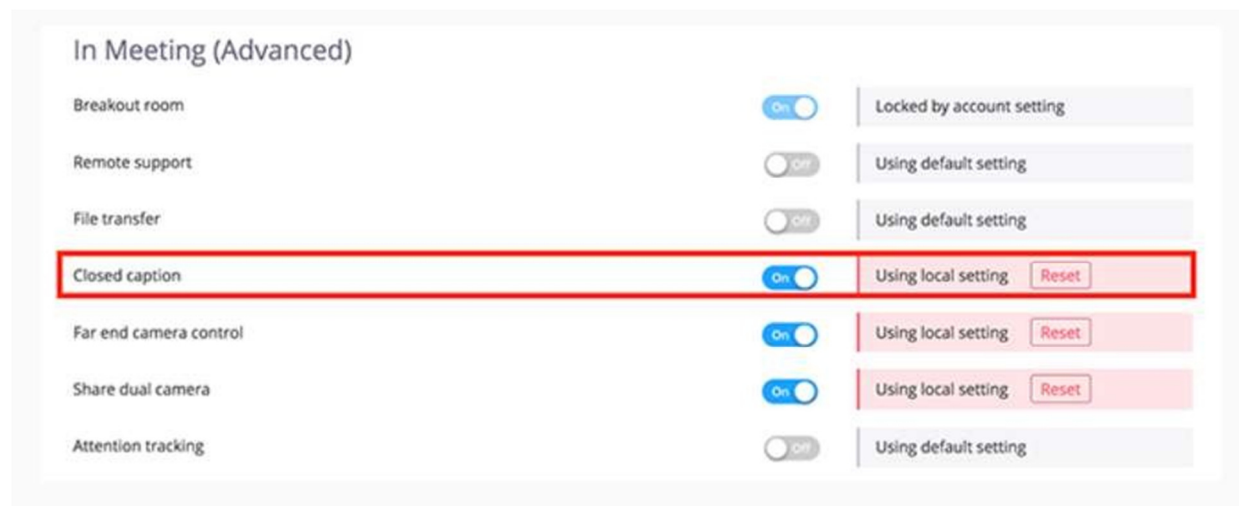 In Meeting (Advanced)
Breakout room On Locked by account setting
Remote support Off Using default setting
File transfer Off Using default setting
Closed caption On Using local setting Reset
Far end camera control On Using local setting Reset
Share dual camera On Using local setting Reset
Attention tracking Off Using default setting